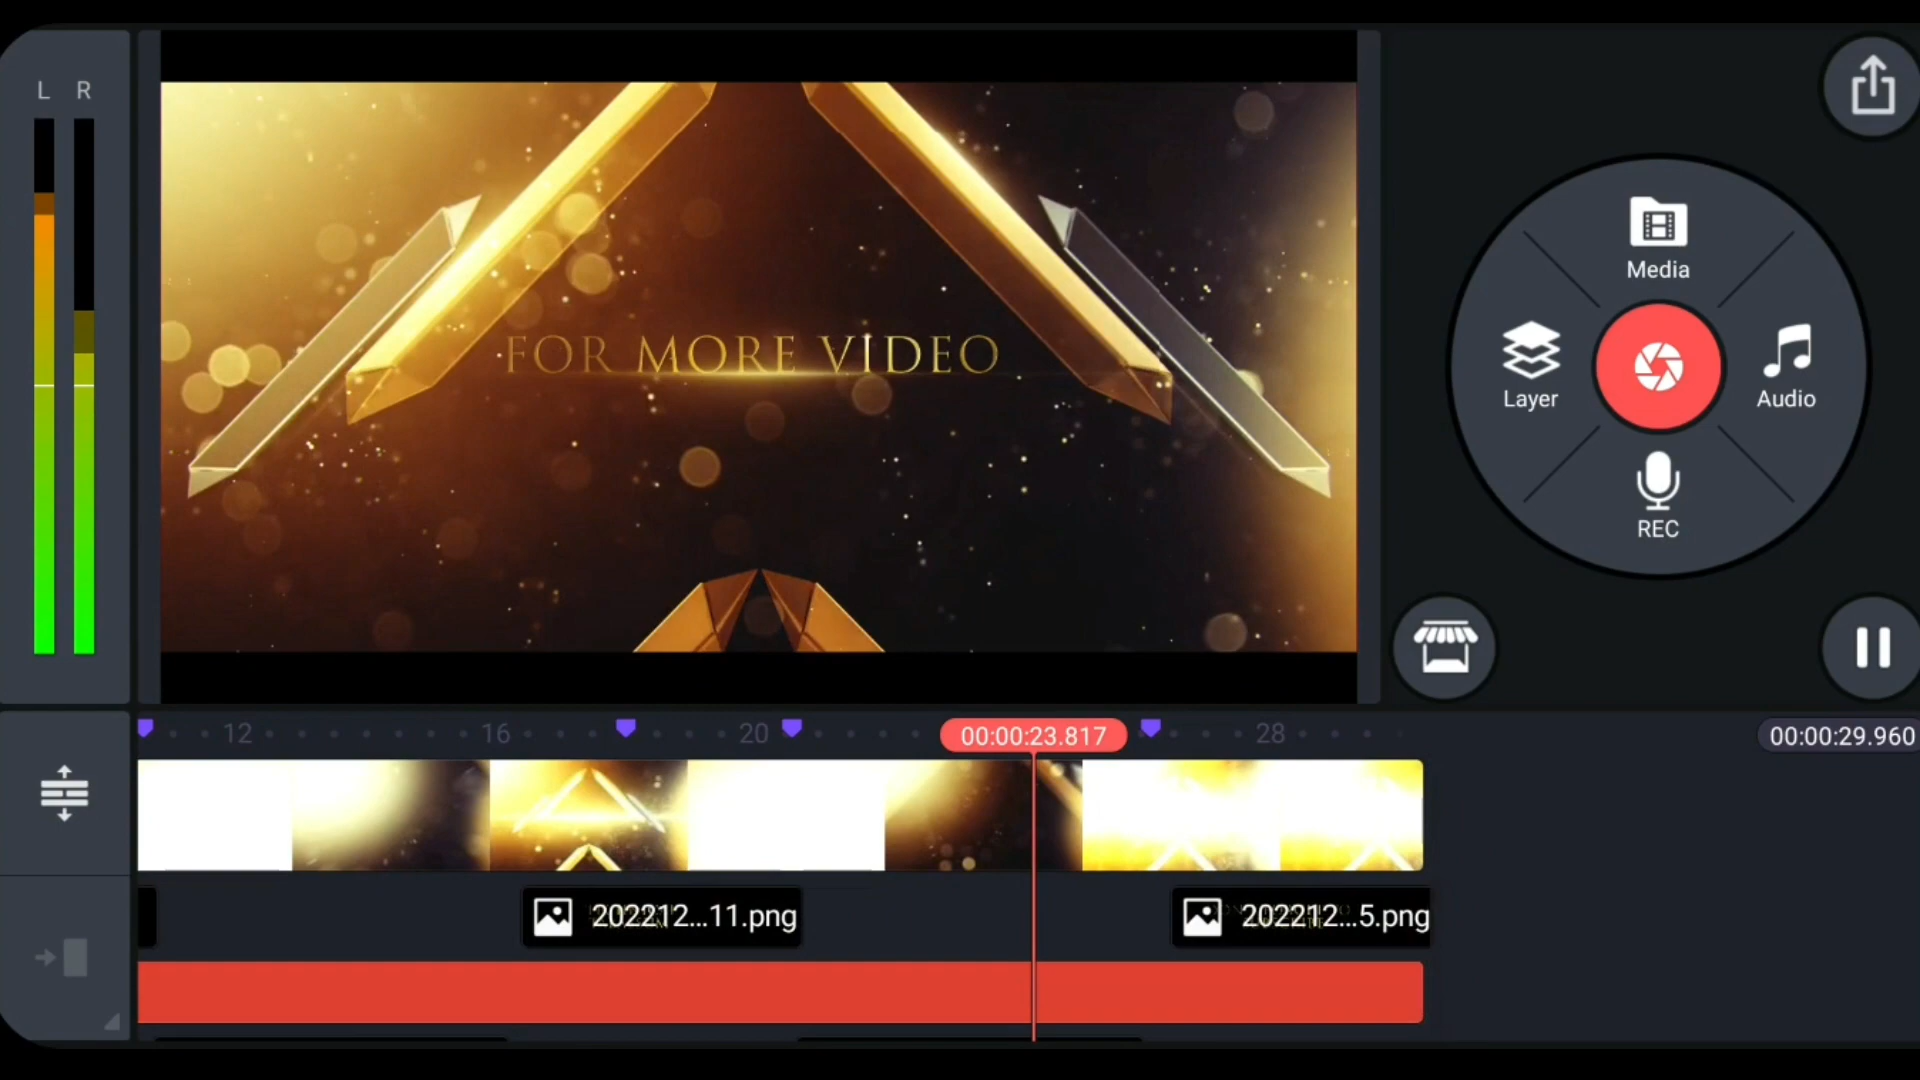 L R
FOR MORE VIDEO
Media
Layer
Audio
REC
12 16 20 00:00:23.817 28 00:00:29.960
202212...11.png
202212...5.png